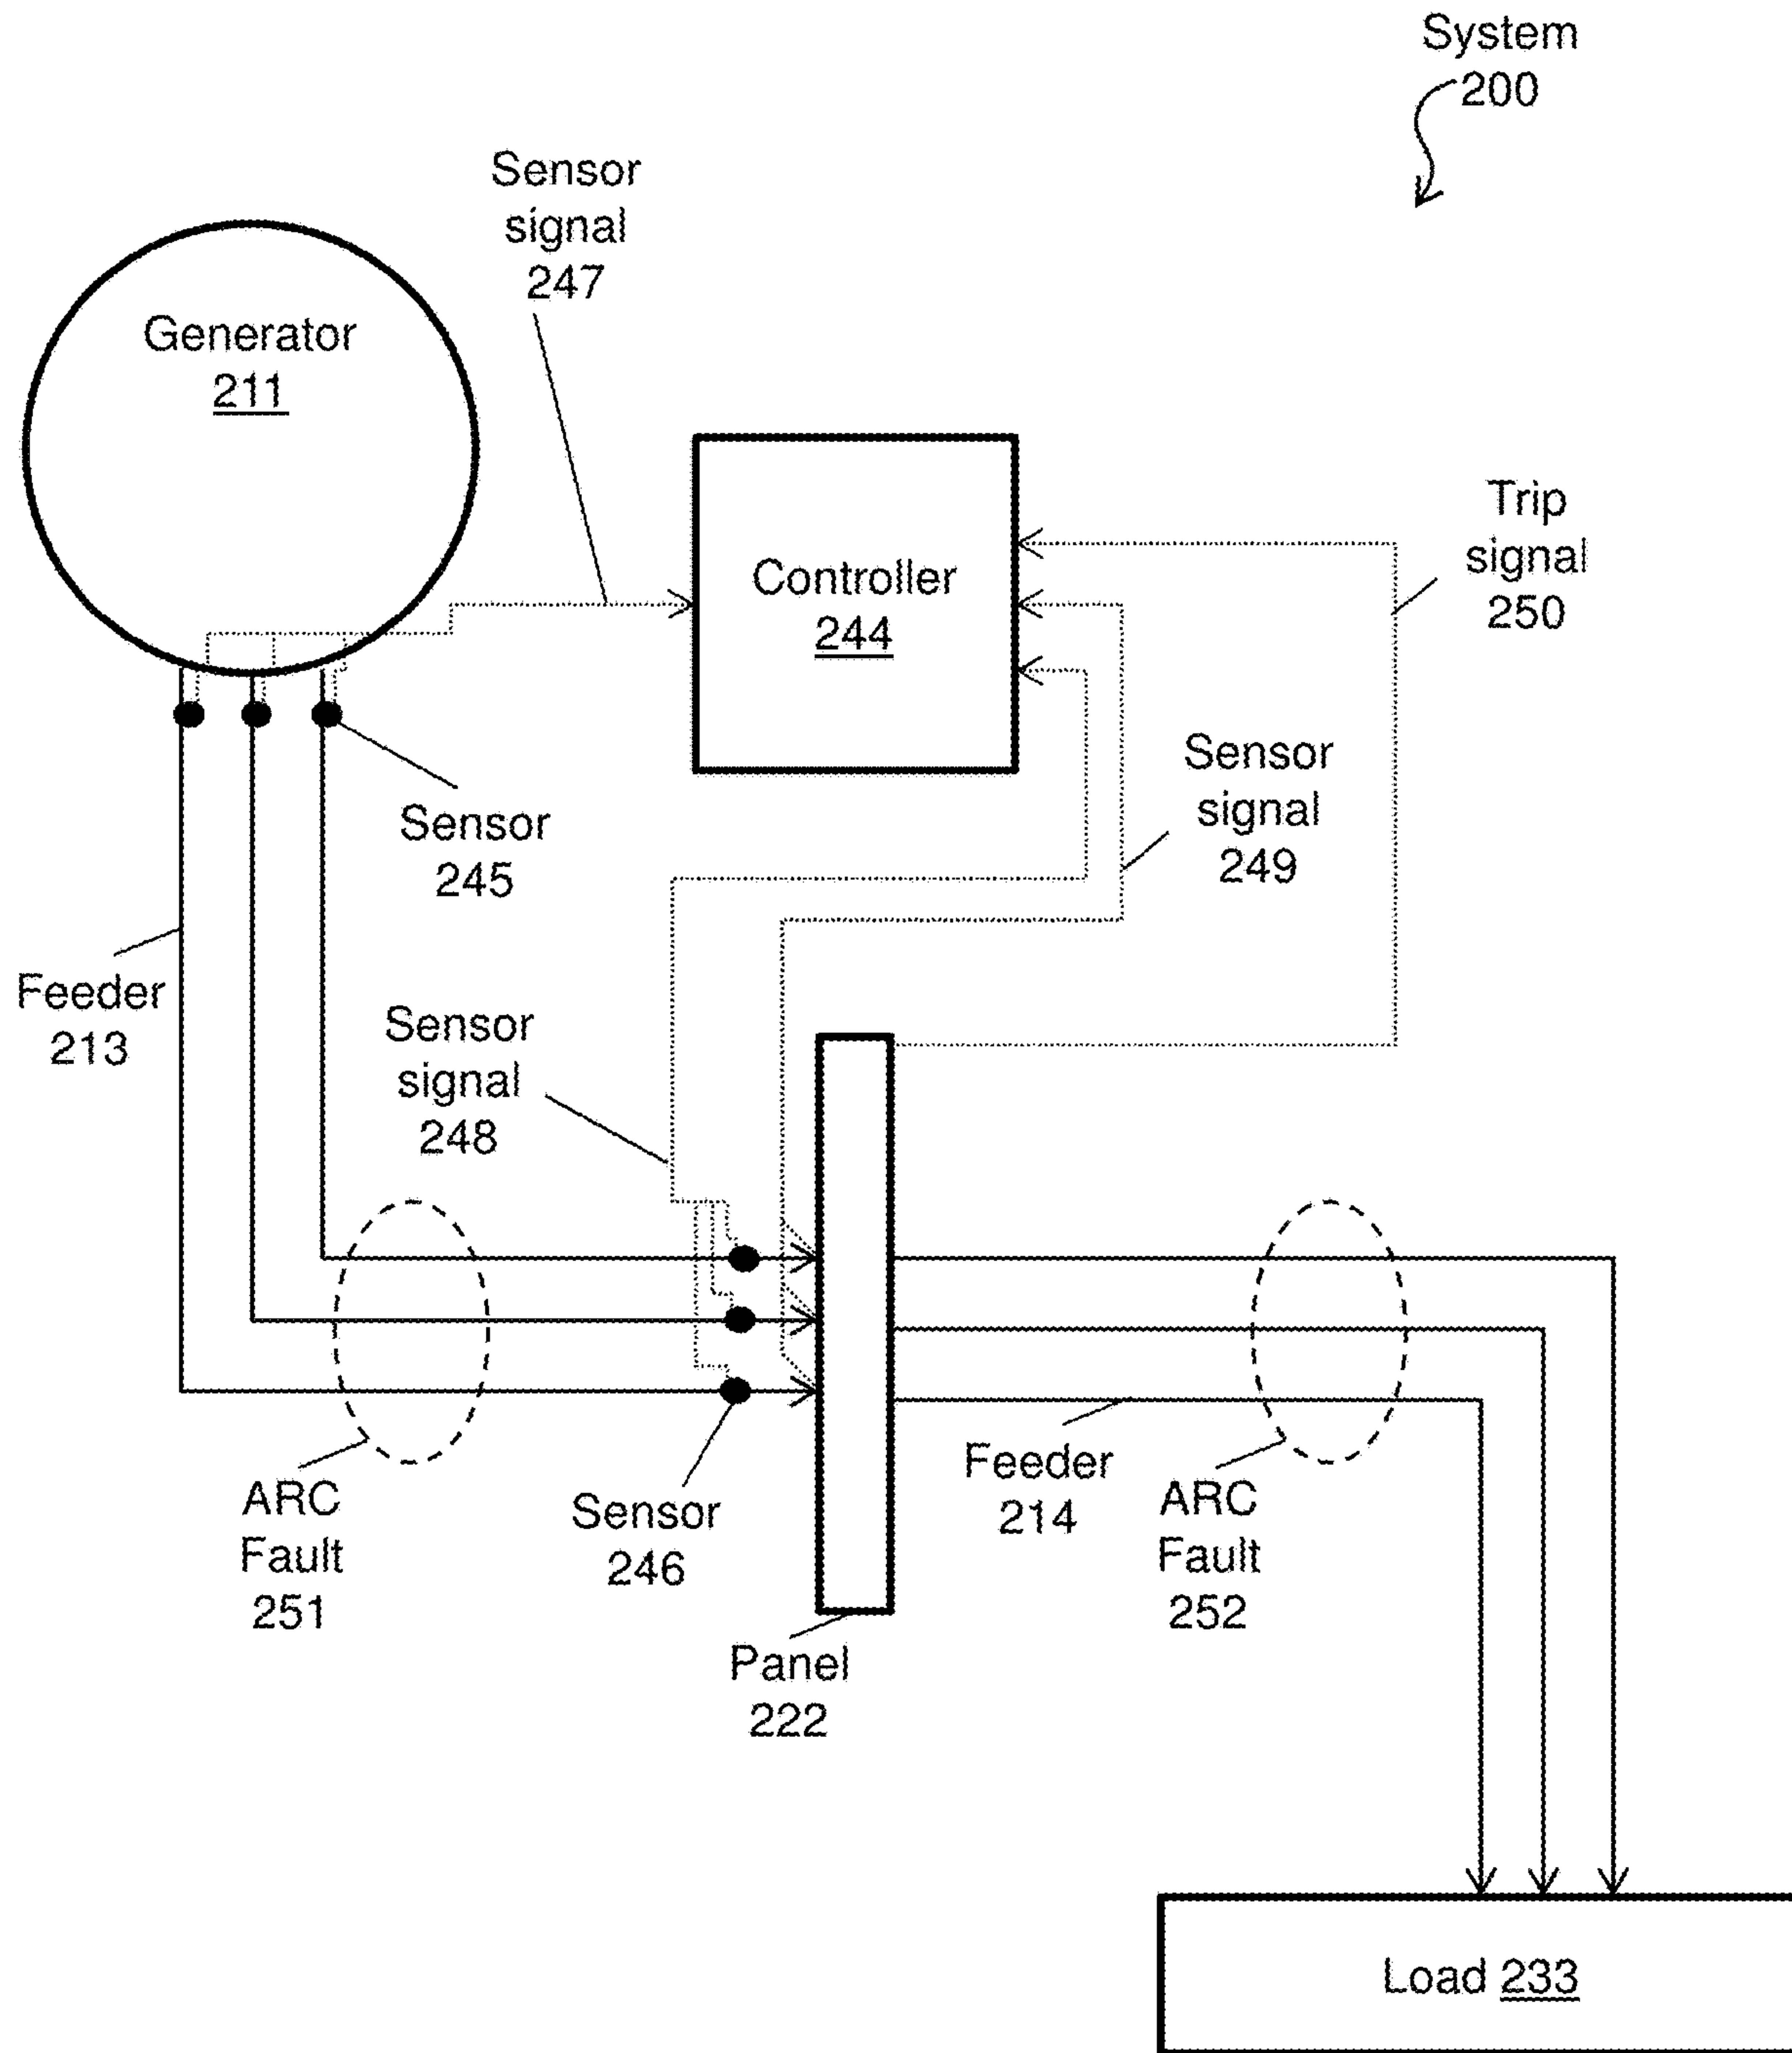 System
200
Sensor
signal
247
Generator
211
Trip
signal
250
Controller
244
Sensor
signal
249
Sensor
245
Feeder
213
Sensor
signal
248
Feeder
214
ARC
Fault
251
Sensor
246
ARC
Fault
252
Panel
222
Load 233